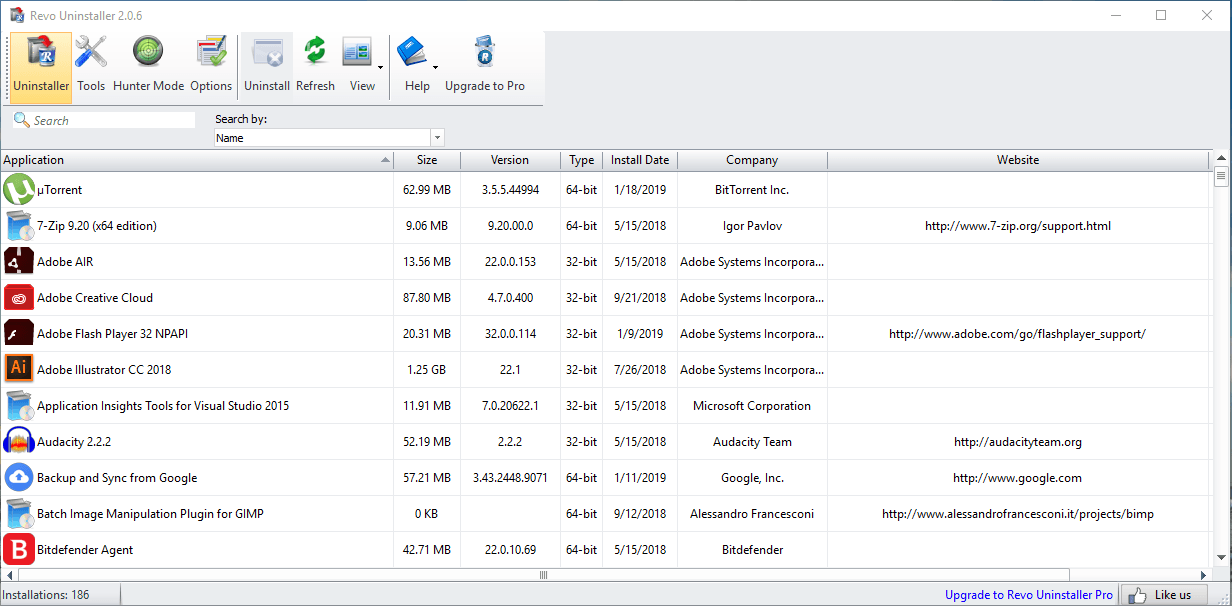 Revo Uninstaller 2.0.6
Uninstaller Tools Hunter Mode Options Uninstall Refresh View Help Upgrade to Pro
Search
Search by:
Name
Application Size Version Type Install Date Company Website
µTorrent 62.99 MB 3.5.5.44994 64-bit 1/18/2019 BitTorrent Inc.
7-Zip 9.20 (x64 edition) 9.06 MB 9.20.00.0 64-bit 5/15/2018 Igor Pavlov http://www.7-zip.org/support.html
Adobe AIR 13.56 MB 22.0.0.153 32-bit 5/15/2018 Adobe Systems Incorpora...
Adobe Creative Cloud 87.80 MB 4.7.0.400 32-bit 9/21/2018 Adobe Systems Incorpora...
Adobe Flash Player 32 NPAPI 20.31 MB 32.0.0.114 32-bit 1/9/2019 Adobe Systems Incorpora... http://www.adobe.com/go/flashplayer_support/
Ai Adobe Illustrator CC 2018 1.25 GB 22.1 32-bit 7/26/2018 Adobe Systems Incorpora...
Application Insights Tools for Visual Studio 2015 11.91 MB 7.0.20622.1 32-bit 5/15/2018 Microsoft Corporation
Audacity 2.2.2 52.19 MB 2.2.2 32-bit 5/15/2018 Audacity Team http://audacityteam.org
Backup and Sync from Google 57.21 MB 3.43.2448.9071 64-bit 1/11/2019 Google, Inc. http://www.google.com
Batch Image Manipulation Plugin for GIMP 0 KB 64-bit 9/12/2018 Alessandro Francesconi http://www.alessandrofrancesconi.it/projects/bimp
B Bitdefender Agent 42.71 MB 22.0.10.69 64-bit 5/15/2018 Bitdefender
Installations: 186 Upgrade to Revo Uninstaller Pro Like us